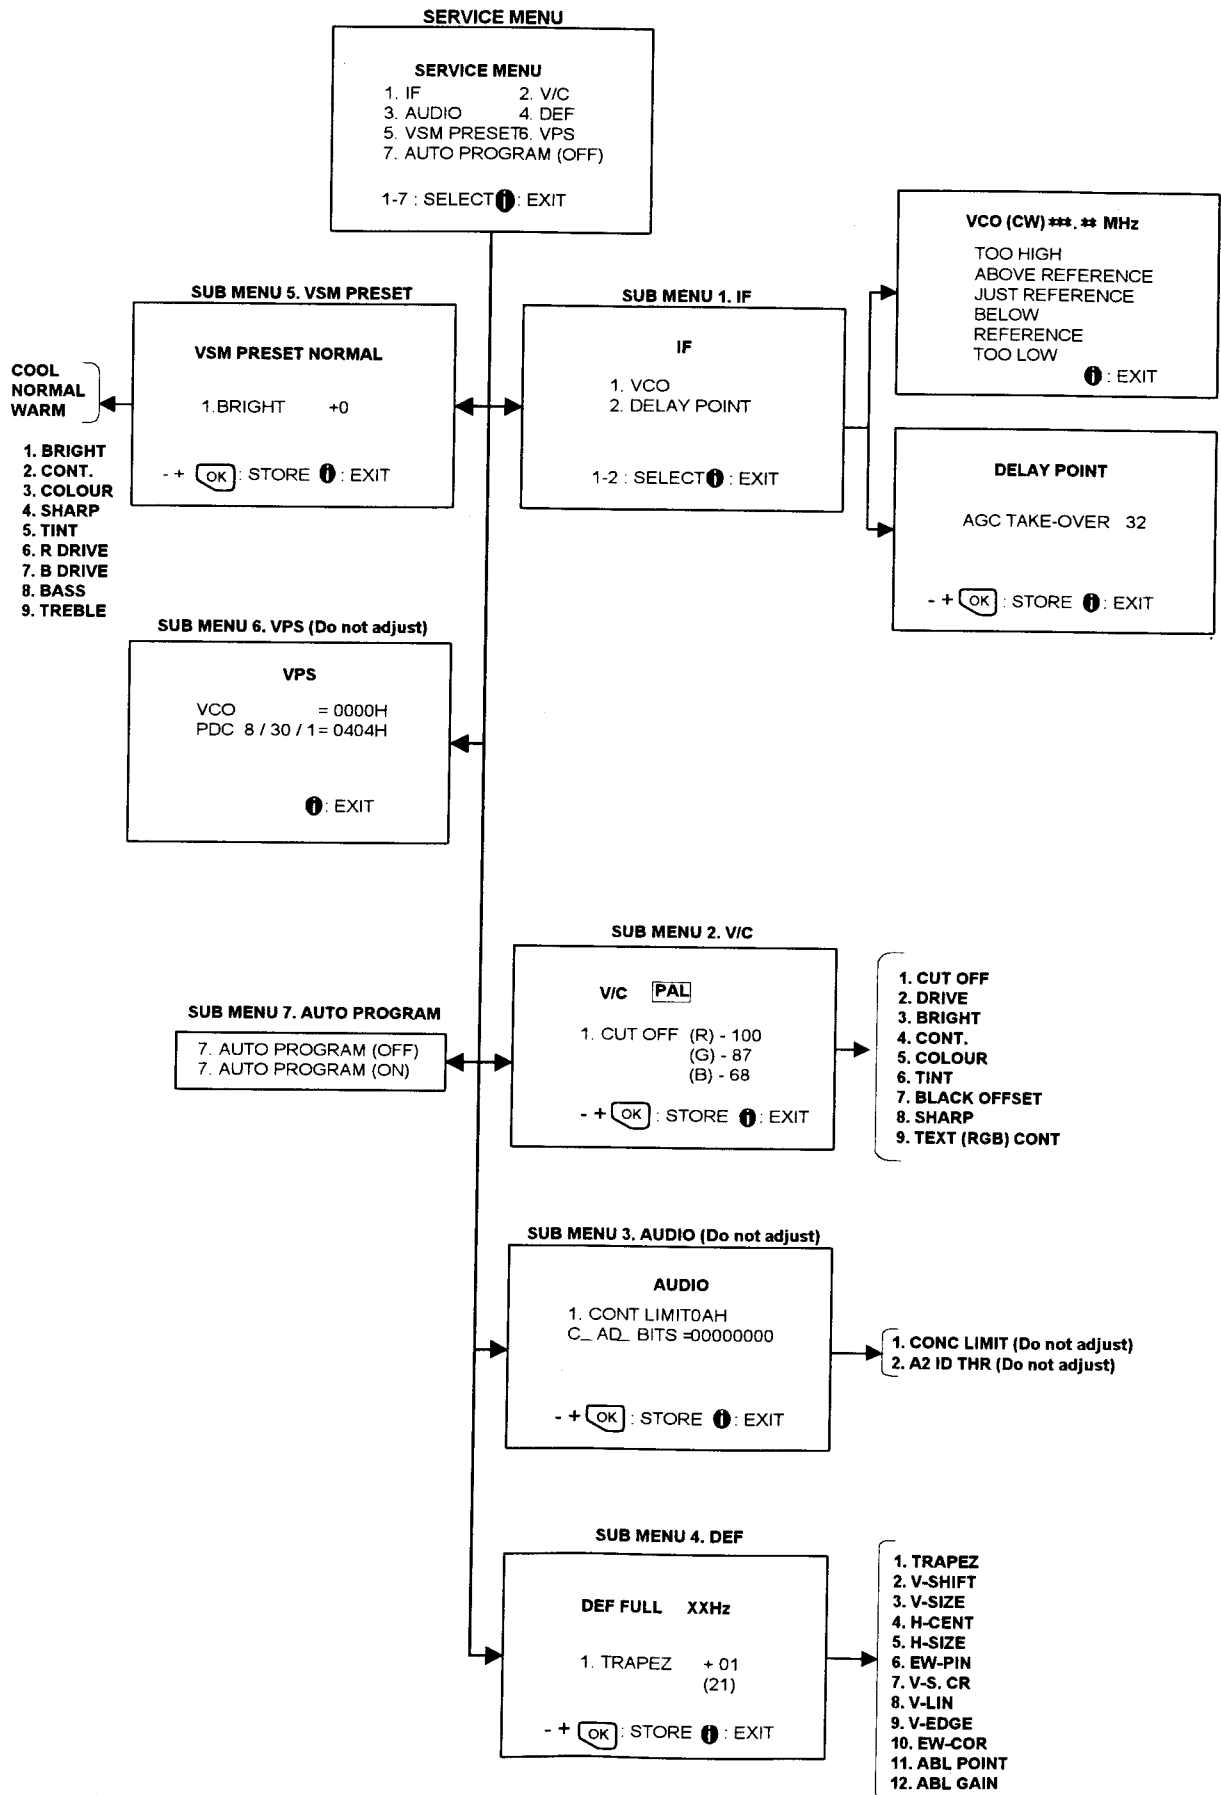 SERVICE MENU
SERVICE MENU
1. IF 2. V/C
3. AUDIO 4. DEF
5. VSM PRESET6. VPS
7. AUTO PROGRAM (OFF)
1-7 : SELECT i : EXIT
VCO (CW) ***.** MHz
TOO HIGH
ABOVE REFERENCE
JUST REFERENCE
BELOW
REFERENCE
TOO LOW
i : EXIT
SUB MENU 5. VSM PRESET
VSM PRESET NORMAL
1.BRIGHT +0
- + OK : STORE i : EXIT
COOL
NORMAL
WARM
1. BRIGHT
2. CONT.
3. COLOUR
4. SHARP
5. TINT
6. R DRIVE
7. B DRIVE
8. BASS
9. TREBLE
SUB MENU 1. IF
IF
1. VCO
2. DELAY POINT
1-2 : SELECT i : EXIT
DELAY POINT
AGC TAKE-OVER 32
- + OK : STORE i : EXIT
SUB MENU 6. VPS (Do not adjust)
VPS
VCO = 0000H
PDC 8 / 30 / 1= 0404H
i : EXIT
SUB MENU 7. AUTO PROGRAM
7. AUTO PROGRAM (OFF)
7. AUTO PROGRAM (ON)
SUB MENU 2. V/C
V/C PAL
1. CUT OFF (R) - 100
(G) - 87
(B) - 68
- + OK : STORE i : EXIT
1. CUT OFF
2. DRIVE
3. BRIGHT
4. CONT.
5. COLOUR
6. TINT
7. BLACK OFFSET
8. SHARP
9. TEXT (RGB) CONT
SUB MENU 3. AUDIO (Do not adjust)
AUDIO
1. CONT LIMIT0AH
C_ AD_ BITS =00000000
- + OK : STORE i : EXIT
1. CONC LIMIT (Do not adjust)
2. A2 ID THR (Do not adjust)
SUB MENU 4. DEF
DEF FULL XXHz
1. TRAPEZ + 01
(21)
- + OK : STORE i : EXIT
1. TRAPEZ
2. V-SHIFT
3. V-SIZE
4. H-CENT
5. H-SIZE
6. EW-PIN
7. V-S. CR
8. V-LIN
9. V-EDGE
10. EW-COR
11. ABL POINT
12. ABL GAIN